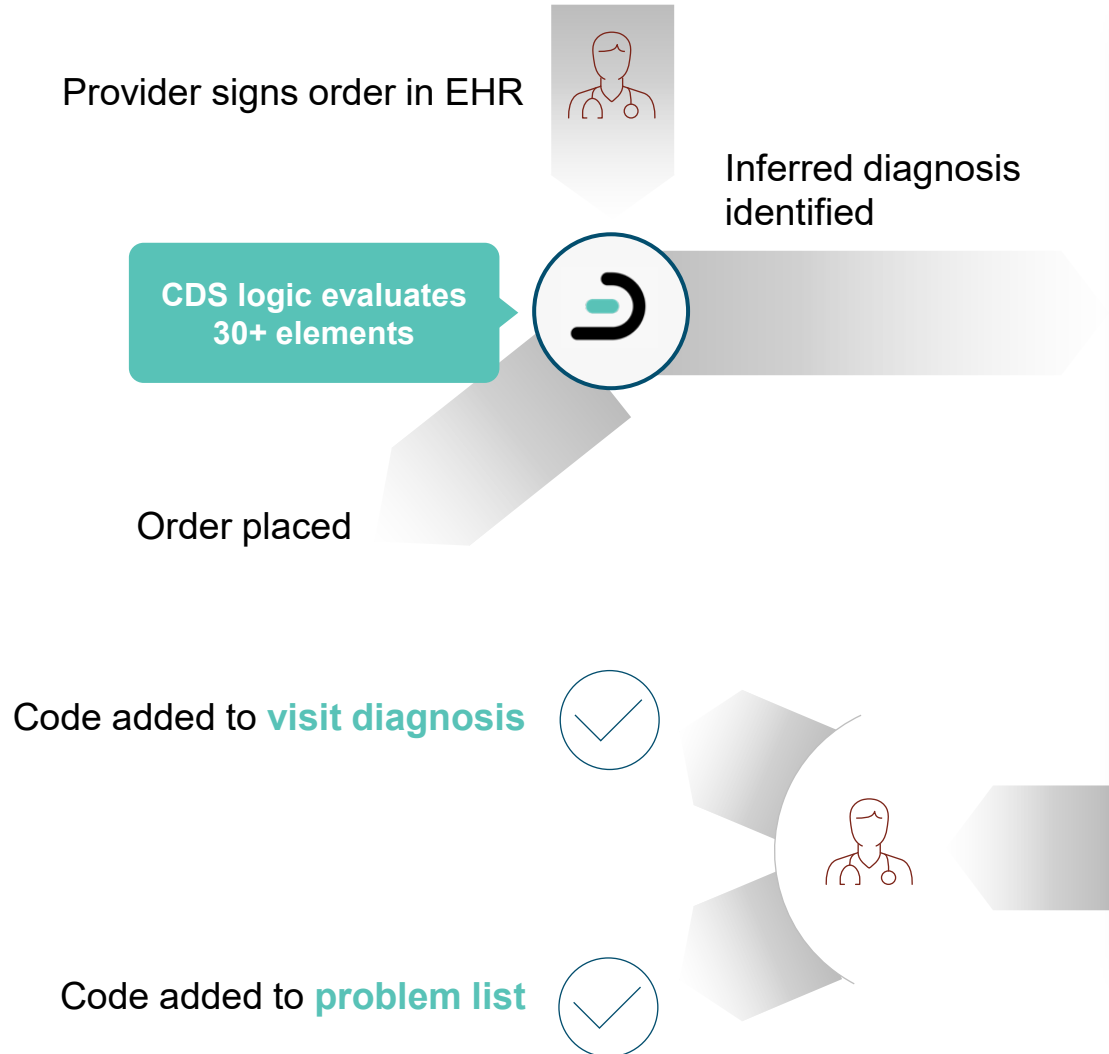 Provider signs order in EHR
Inferred diagnosis
identified
CDS logic evaluates
30+ elements
Order placed
Code added to visit diagnosis
Code added to problem list